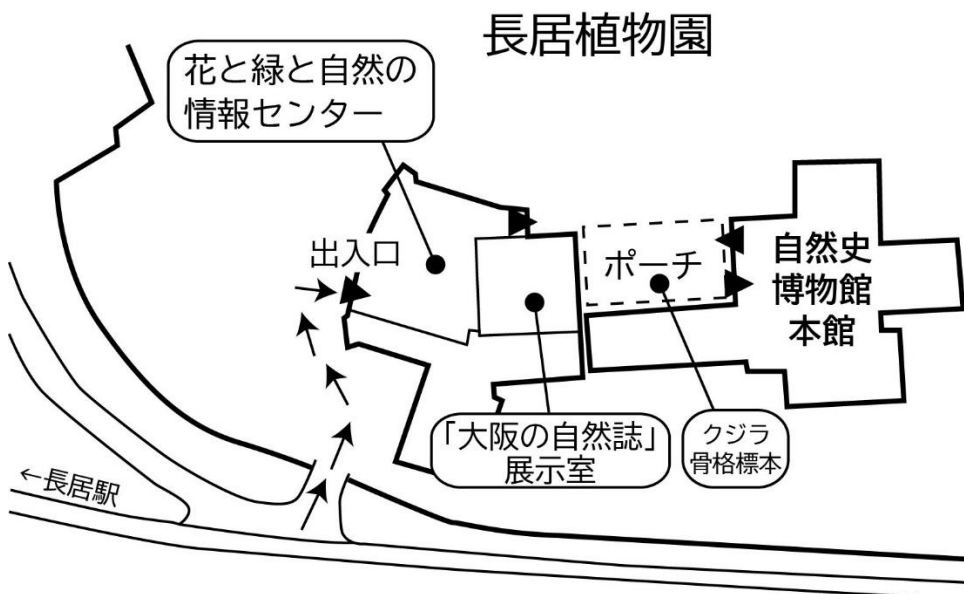 長居植物園
花と緑と自然の
情報センター
出入口
ポーチ
自然史
博物館
本館
「大阪の自然誌」
展示室
クジラ
骨格標本
←長居駅